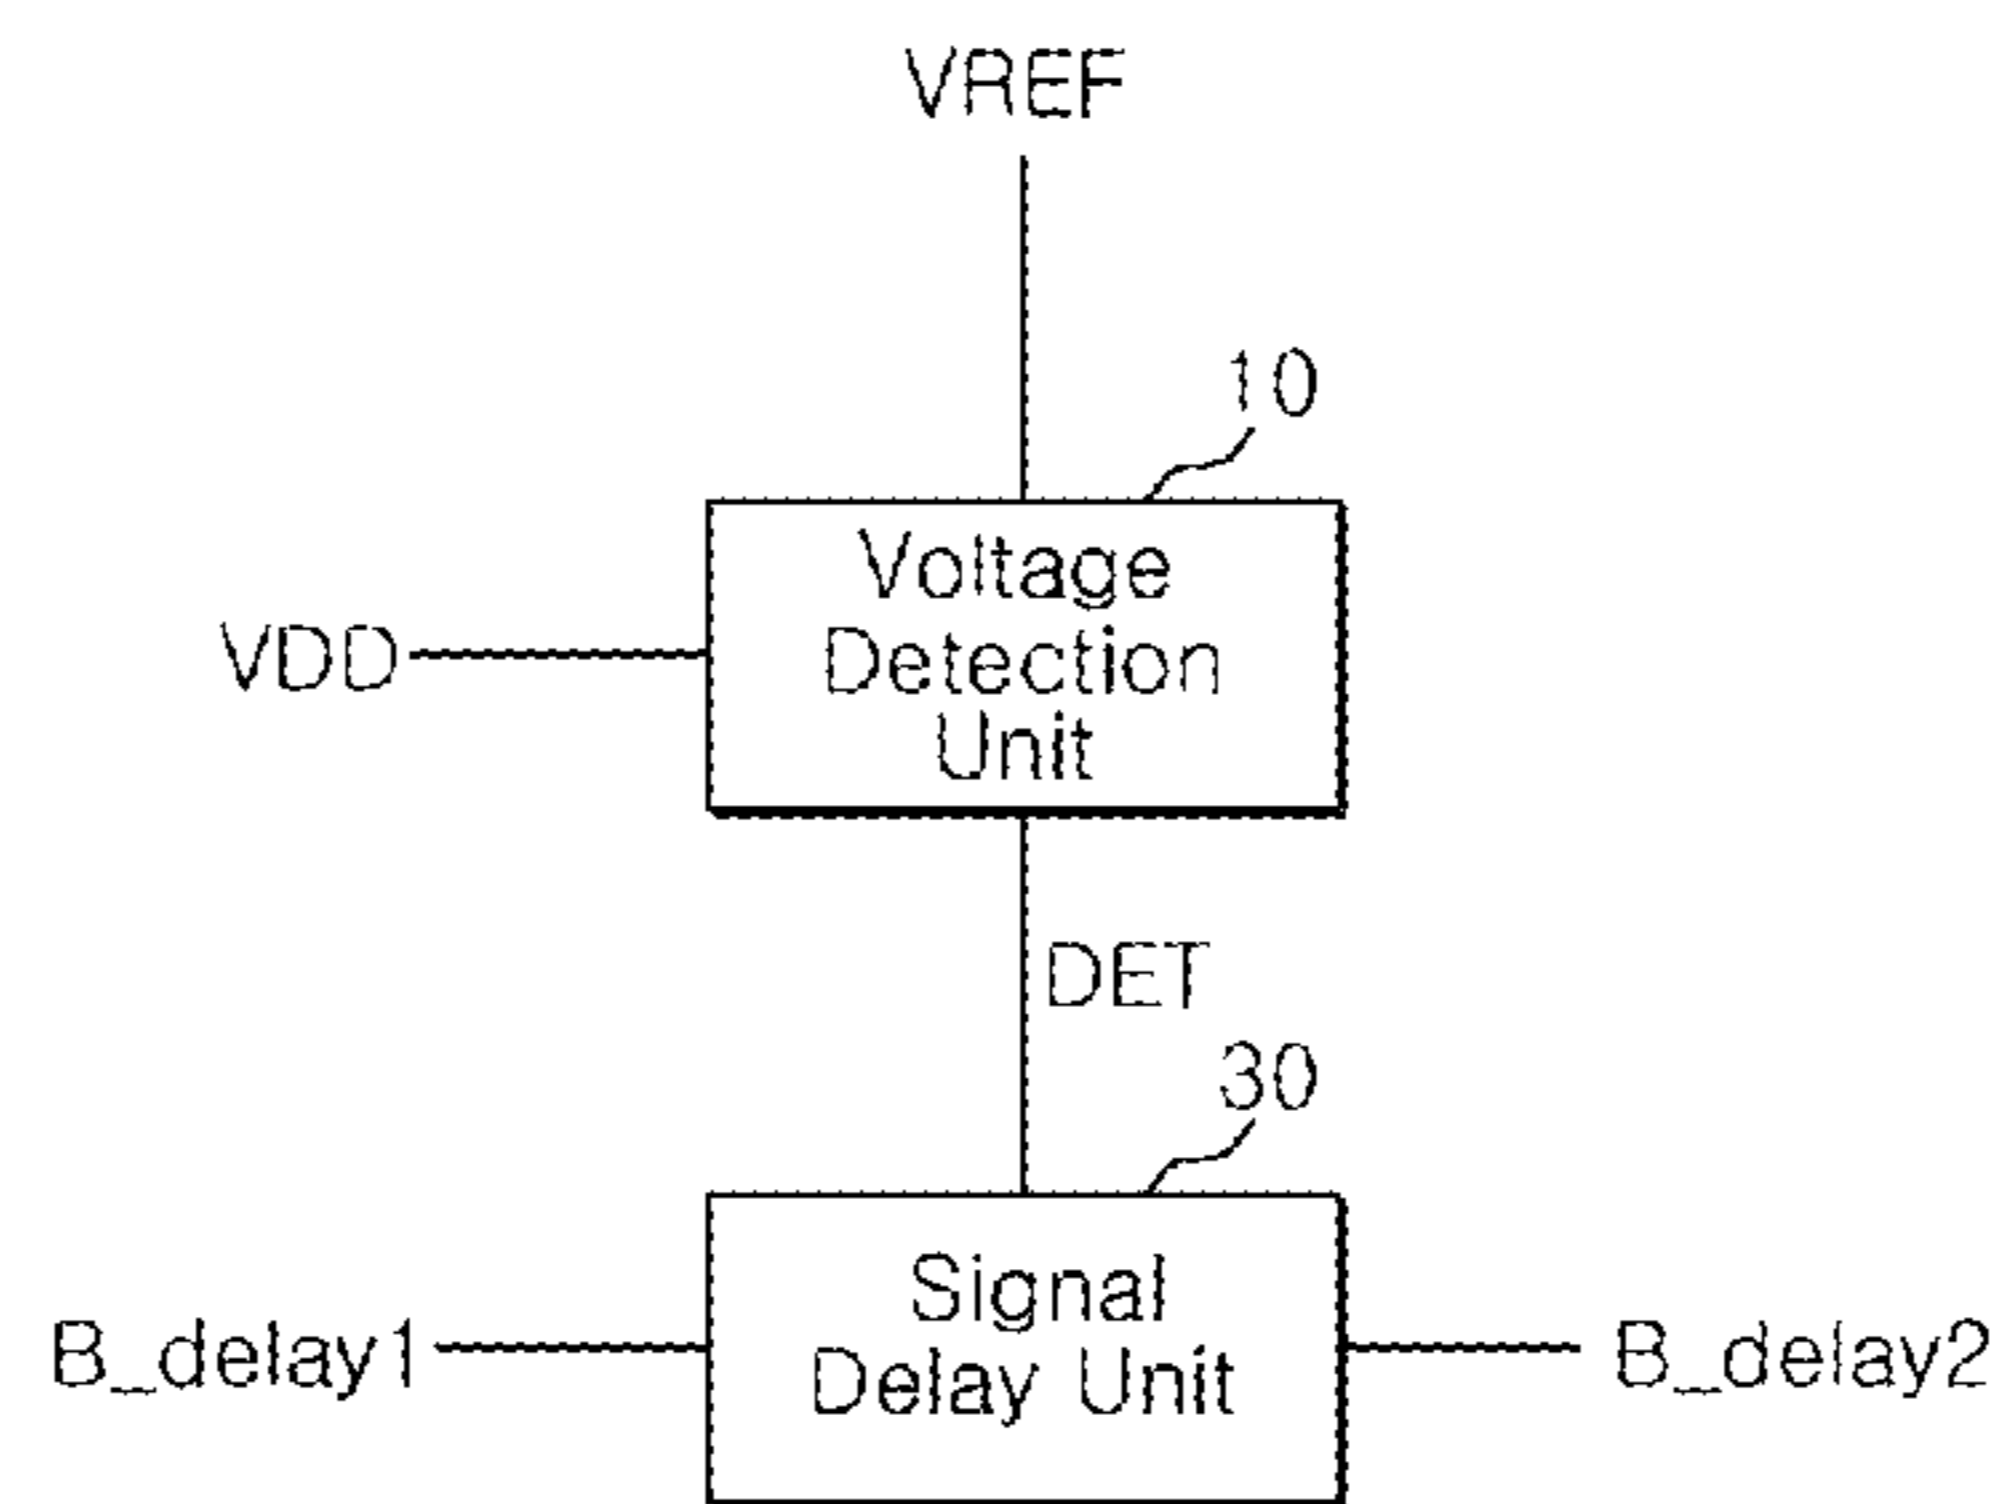 VREF
10
Voltage
Detection
Unit
VDD
DET
30
Signal
Delay Unit
B_delay1
B_delay2